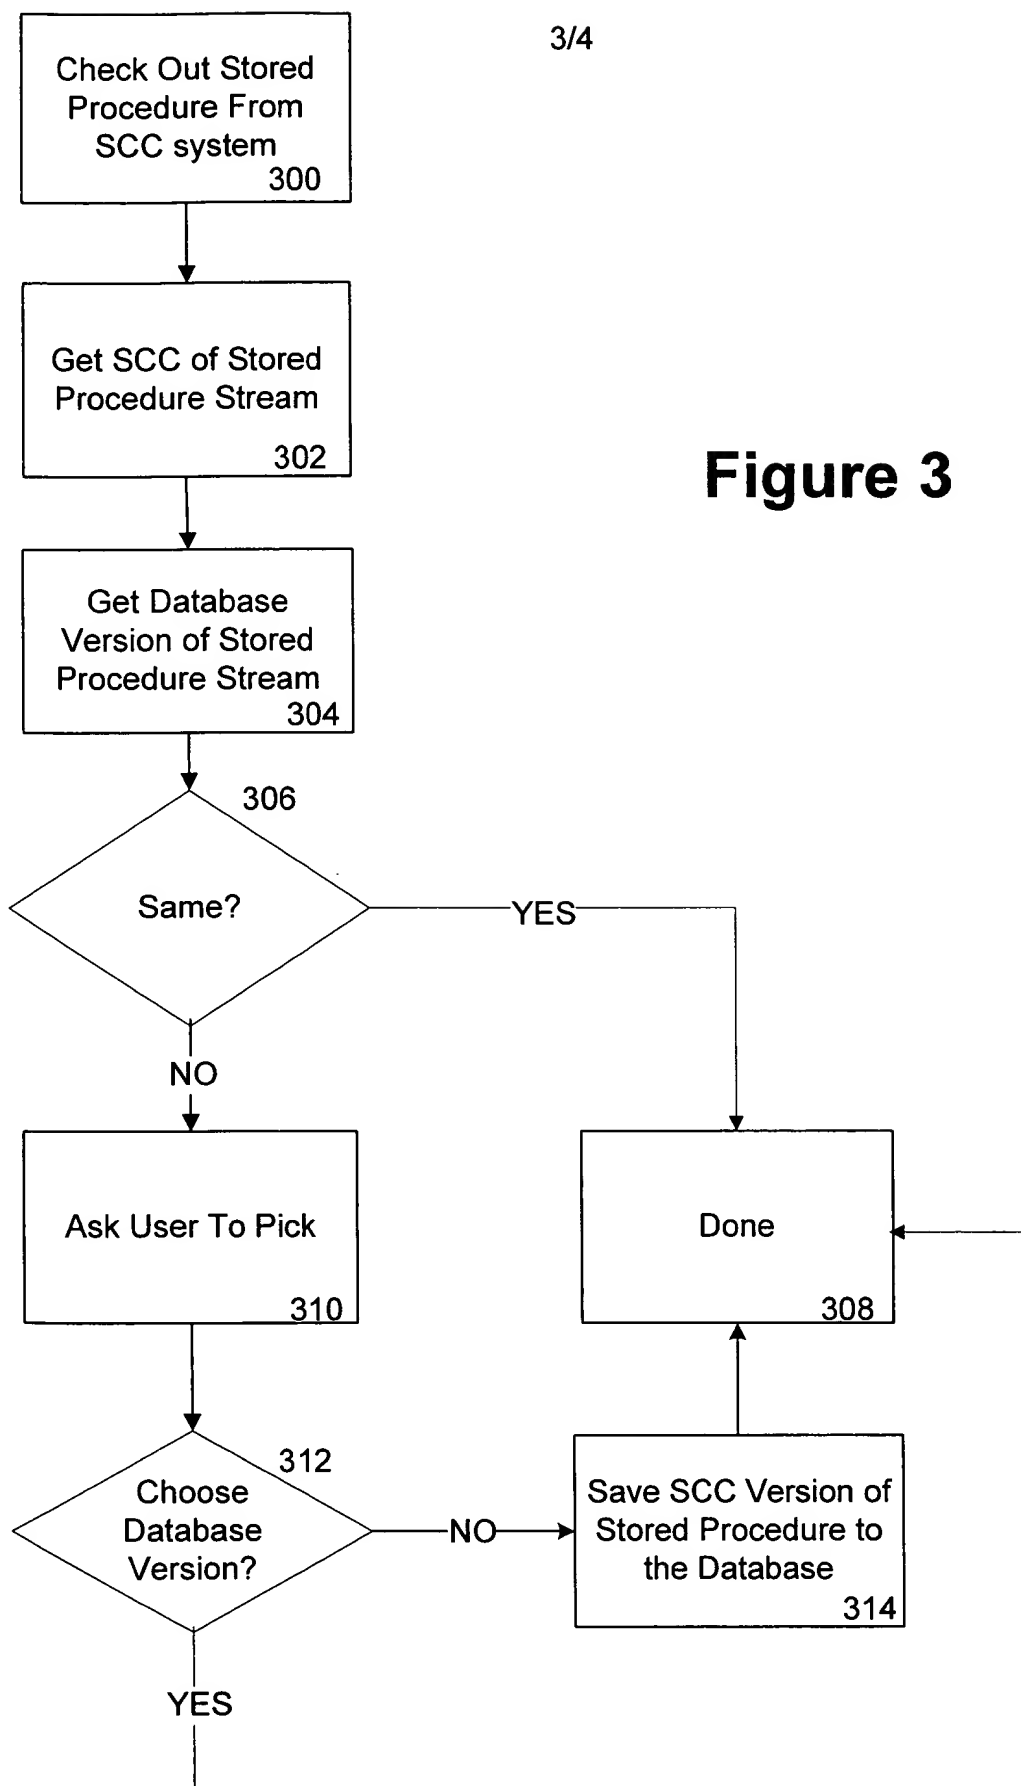 3/4
Check Out Stored
Procedure From
SCC system
300
Get SCC of Stored
Procedure Stream
302
Figure 3
Get Database
Version of Stored
Procedure Stream
304
306
Same?
YES
NO
Ask User To Pick
310
Done
308
312
Choose
Database
Version?
NO
Save SCC Version of
Stored Procedure to
the Database
314
YES